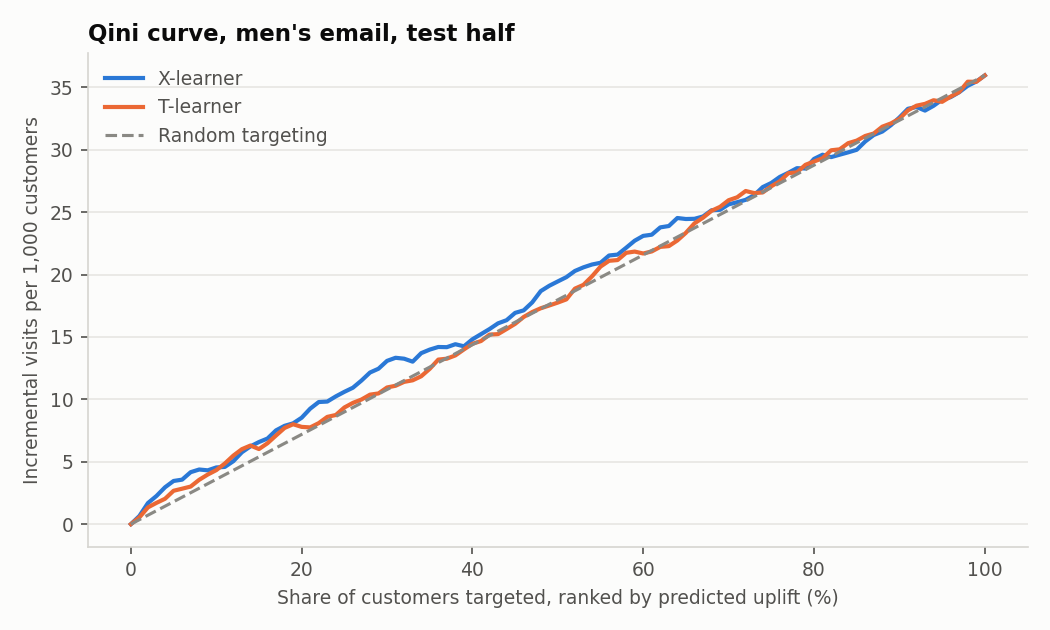 Qini curve, men's email, test half
X-learner
T-learner
Random targeting
Incremental visits per 1,000 customers
35
30
25
20
15
10
5
0
0 20 40 60 80 100
Share of customers targeted, ranked by predicted uplift (%)